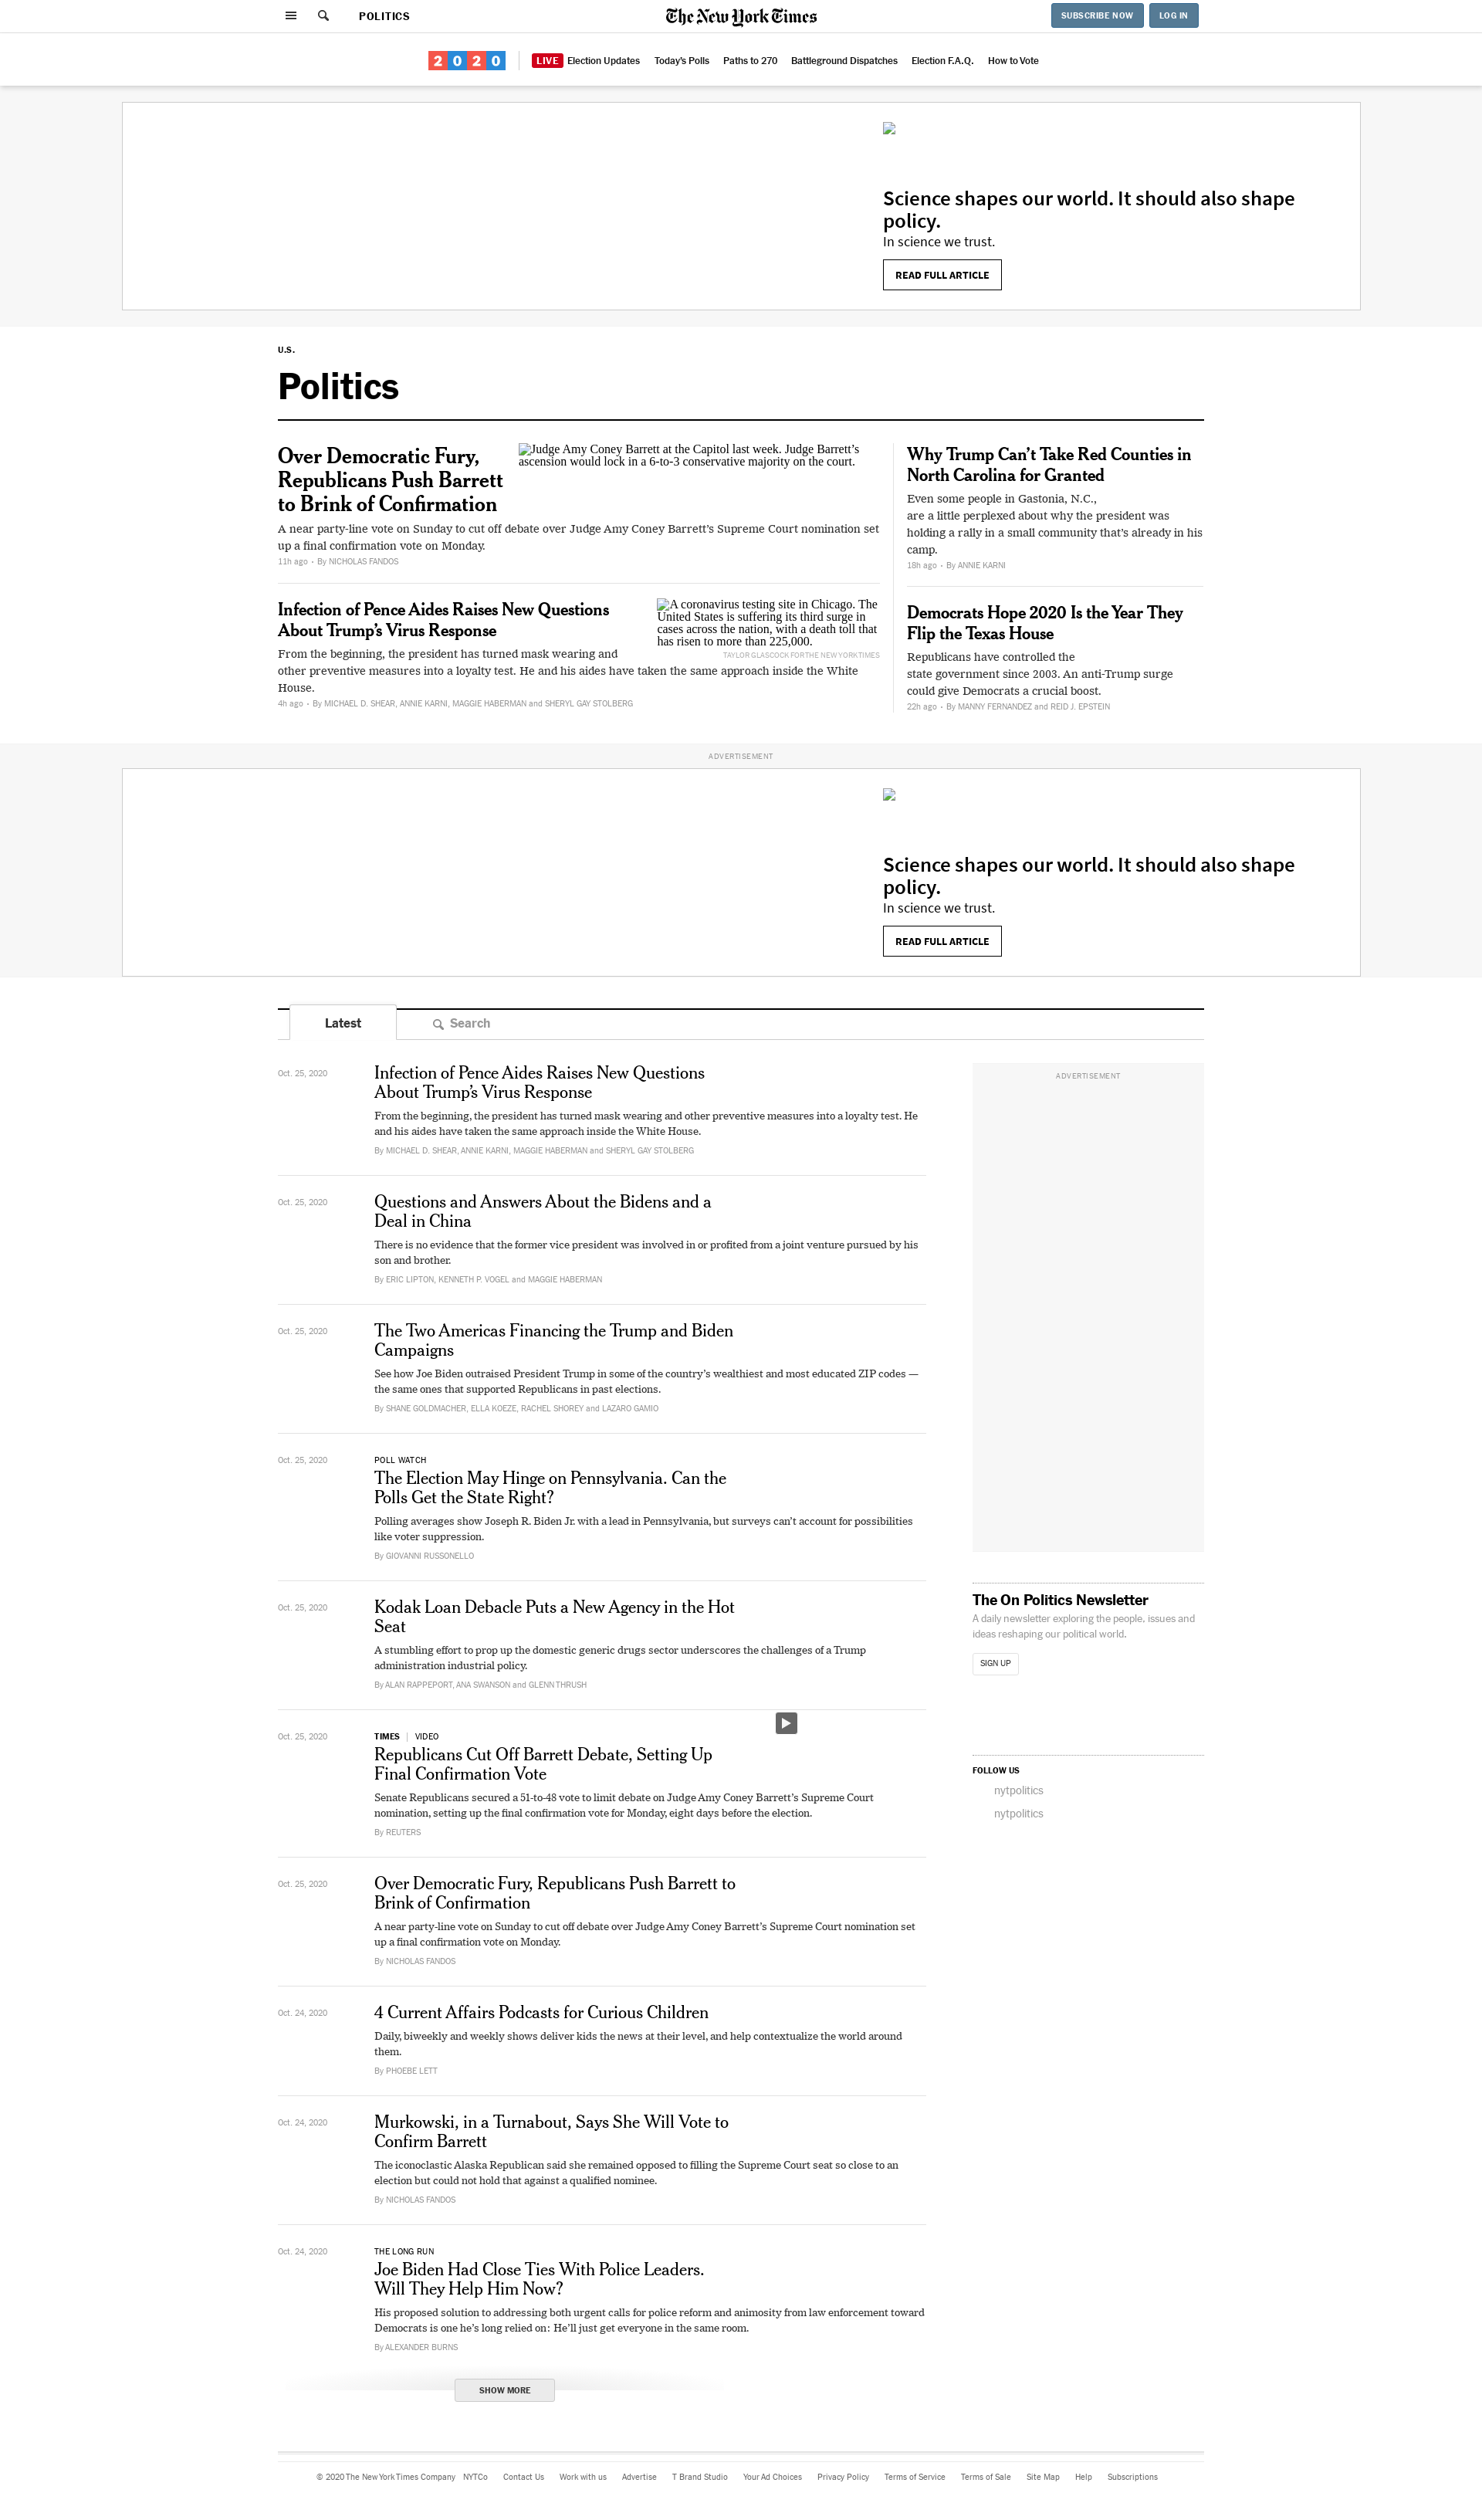 POLITICS
The New York Times
SUBSCRIBE NOW
LOG IN
2020
LIVE Election Updates
Today's Polls
Paths to 270
Battleground Dispatches
Election F.A.Q.
How to Vote
Science shapes our world. It should also shape
policy.
In science we trust.
READ FULL ARTICLE
U.S.
Politics
Over Democratic Fury,
Republicans Push Barrett
to Brink of Confirmation
Judge Amy Coney Barrett at the Capitol last week. Judge Barrett’s
ascension would lock in a 6-to-3 conservative majority on the court.
A near party-line vote on Sunday to cut off debate over Judge Amy Coney Barrett’s Supreme Court nomination set
up a final confirmation vote on Monday.
11h ago • By NICHOLAS FANDOS
Infection of Pence Aides Raises New Questions
About Trump’s Virus Response
A coronavirus testing site in Chicago. The
United States is suffering its third surge in
cases across the nation, with a death toll that
has risen to more than 225,000.
TAYLOR GLASCOCK FOR THE NEW YORK TIMES
From the beginning, the president has turned mask wearing and
other preventive measures into a loyalty test. He and his aides have taken the same approach inside the White
House.
4h ago • By MICHAEL D. SHEAR, ANNIE KARNI, MAGGIE HABERMAN and SHERYL GAY STOLBERG
Why Trump Can’t Take Red Counties in
North Carolina for Granted
Even some people in Gastonia, N.C.,
are a little perplexed about why the president was
holding a rally in a small community that’s already in his
camp.
18h ago • By ANNIE KARNI
Democrats Hope 2020 Is the Year They
Flip the Texas House
Republicans have controlled the
state government since 2003. An anti-Trump surge
could give Democrats a crucial boost.
22h ago • By MANNY FERNANDEZ and REID J. EPSTEIN
ADVERTISEMENT
Science shapes our world. It should also shape
policy.
In science we trust.
READ FULL ARTICLE
Latest
Search
Oct. 25, 2020
Infection of Pence Aides Raises New Questions
About Trump’s Virus Response
From the beginning, the president has turned mask wearing and other preventive measures into a loyalty test. He
and his aides have taken the same approach inside the White House.
By MICHAEL D. SHEAR, ANNIE KARNI, MAGGIE HABERMAN and SHERYL GAY STOLBERG
Oct. 25, 2020
Questions and Answers About the Bidens and a
Deal in China
There is no evidence that the former vice president was involved in or profited from a joint venture pursued by his
son and brother.
By ERIC LIPTON, KENNETH P. VOGEL and MAGGIE HABERMAN
Oct. 25, 2020
The Two Americas Financing the Trump and Biden
Campaigns
See how Joe Biden outraised President Trump in some of the country’s wealthiest and most educated ZIP codes —
the same ones that supported Republicans in past elections.
By SHANE GOLDMACHER, ELLA KOEZE, RACHEL SHOREY and LAZARO GAMIO
Oct. 25, 2020
POLL WATCH
The Election May Hinge on Pennsylvania. Can the
Polls Get the State Right?
Polling averages show Joseph R. Biden Jr. with a lead in Pennsylvania, but surveys can’t account for possibilities
like voter suppression.
By GIOVANNI RUSSONELLO
Oct. 25, 2020
Kodak Loan Debacle Puts a New Agency in the Hot
Seat
A stumbling effort to prop up the domestic generic drugs sector underscores the challenges of a Trump
administration industrial policy.
By ALAN RAPPEPORT, ANA SWANSON and GLENN THRUSH
Oct. 25, 2020
TIMES | VIDEO
Republicans Cut Off Barrett Debate, Setting Up
Final Confirmation Vote
Senate Republicans secured a 51-to-48 vote to limit debate on Judge Amy Coney Barrett’s Supreme Court
nomination, setting up the final confirmation vote for Monday, eight days before the election.
By REUTERS
Oct. 25, 2020
Over Democratic Fury, Republicans Push Barrett to
Brink of Confirmation
A near party-line vote on Sunday to cut off debate over Judge Amy Coney Barrett’s Supreme Court nomination set
up a final confirmation vote on Monday.
By NICHOLAS FANDOS
Oct. 24, 2020
4 Current Affairs Podcasts for Curious Children
Daily, biweekly and weekly shows deliver kids the news at their level, and help contextualize the world around
them.
By PHOEBE LETT
Oct. 24, 2020
Murkowski, in a Turnabout, Says She Will Vote to
Confirm Barrett
The iconoclastic Alaska Republican said she remained opposed to filling the Supreme Court seat so close to an
election but could not hold that against a qualified nominee.
By NICHOLAS FANDOS
Oct. 24, 2020
THE LONG RUN
Joe Biden Had Close Ties With Police Leaders.
Will They Help Him Now?
His proposed solution to addressing both urgent calls for police reform and animosity from law enforcement toward
Democrats is one he’s long relied on: He’ll just get everyone in the same room.
By ALEXANDER BURNS
SHOW MORE
ADVERTISEMENT
The On Politics Newsletter
A daily newsletter exploring the people, issues and
ideas reshaping our political world.
SIGN UP
FOLLOW US
nytpolitics
nytpolitics
© 2020 The New York Times Company NYTCo Contact Us Work with us Advertise T Brand Studio Your Ad Choices Privacy Policy Terms of Service Terms of Sale Site Map Help Subscriptions